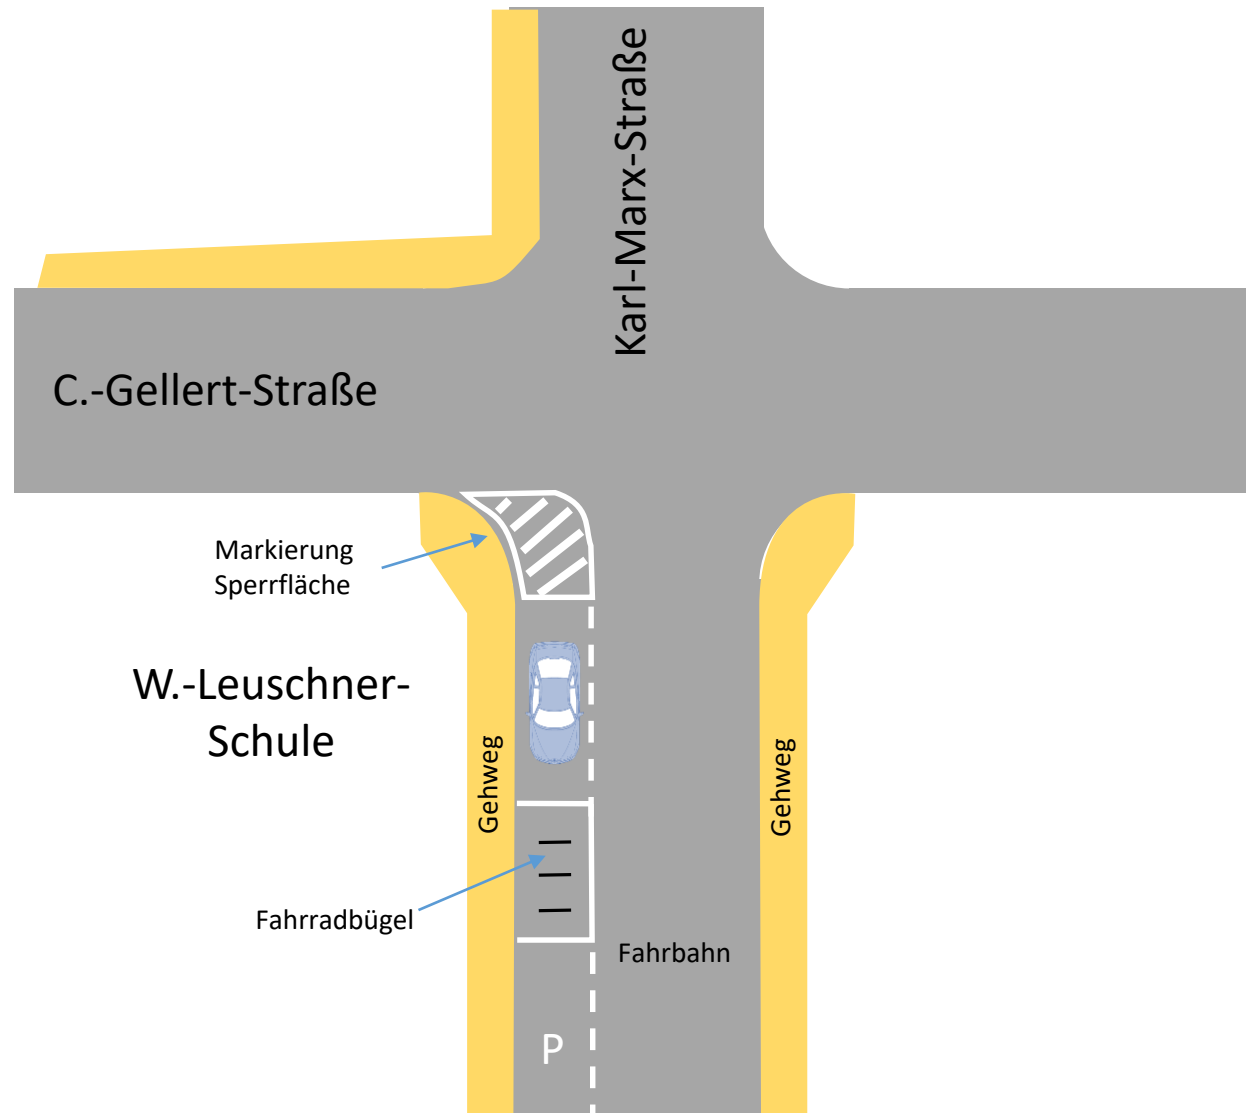 Karl-Marx-Straße
C.-Gellert-Straße
Markierung
Sperrfläche
W.-Leuschner-
Schule
Gehweg
Gehweg
Fahrradbügel
Fahrbahn
P